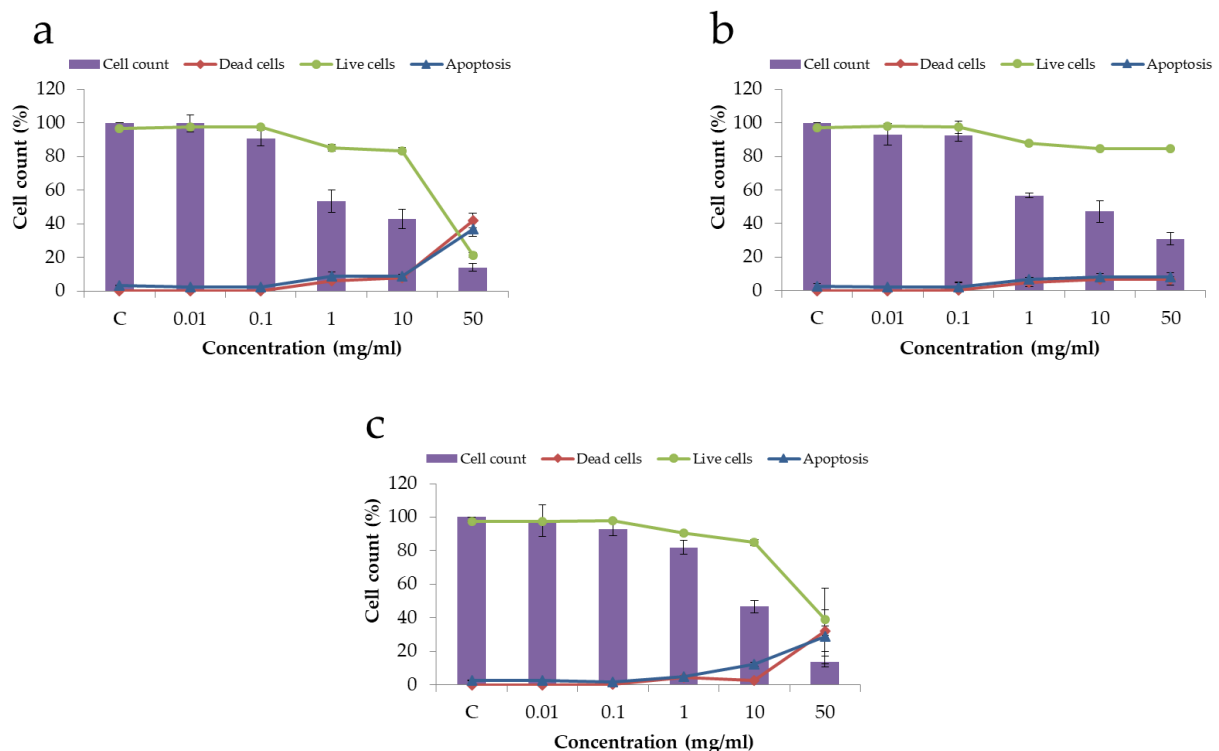 a
Cell count Dead cells Live cells Apoptosis
Cell count (%)
120
100
80
60
40
20
0
C 0.01 0.1 1 10 50
Concentration (mg/ml)
b
Cell count Dead cells Live cells Apoptosis
Cell count (%)
120
100
80
60
40
20
0
C 0.01 0.1 1 10 50
Concentration (mg/ml)
c
Cell count Dead cells Live cells Apoptosis
Cell count (%)
120
100
80
60
40
20
0
C 0.01 0.1 1 10 50
Concentration (mg/ml)